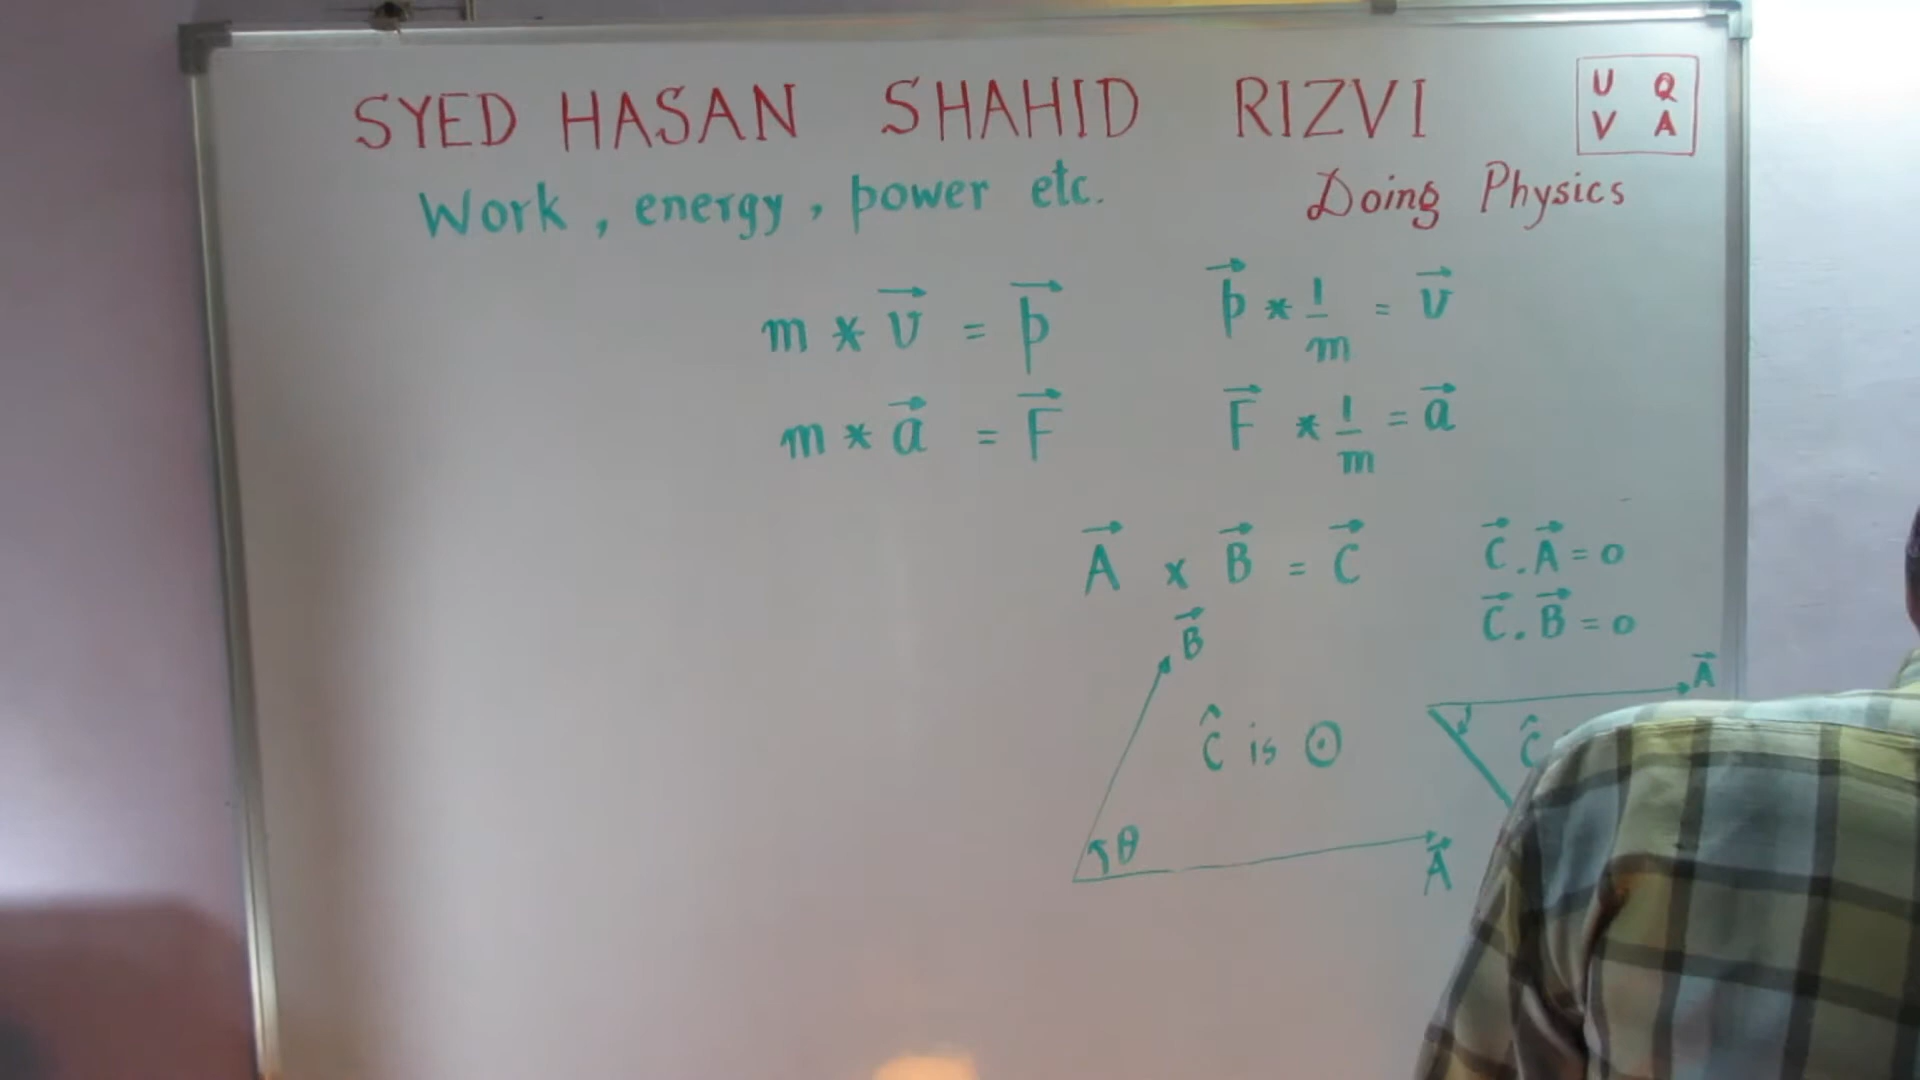 SYED HASAN SHAHID RIZVI
U Q
V A
Work, energy, power etc.
Doing Physics
m * v⃗ = p⃗
p⃗ * 1/m = v⃗
m * a⃗ = F⃗
F⃗ * 1/m = a⃗
A⃗ x B⃗ = C⃗
C⃗ . A⃗ = 0
C⃗ . B⃗ = 0
B⃗
A⃗
Ĉ is ⊙
Ĉ
θ
A⃗